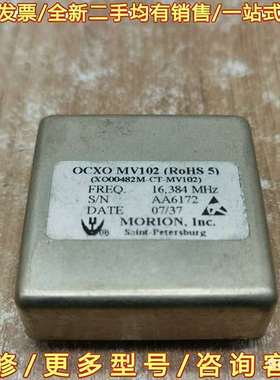 发票/全新二手均有销售/一站式
OCXO MV102 (RoHS 5)
(XO00482M-CT-MV102)
FREQ. 16,384 MHz
S/N AA6172
DATE 07/37
MORION, Inc.
Saint-Petersburg
修/更多型号/咨询客